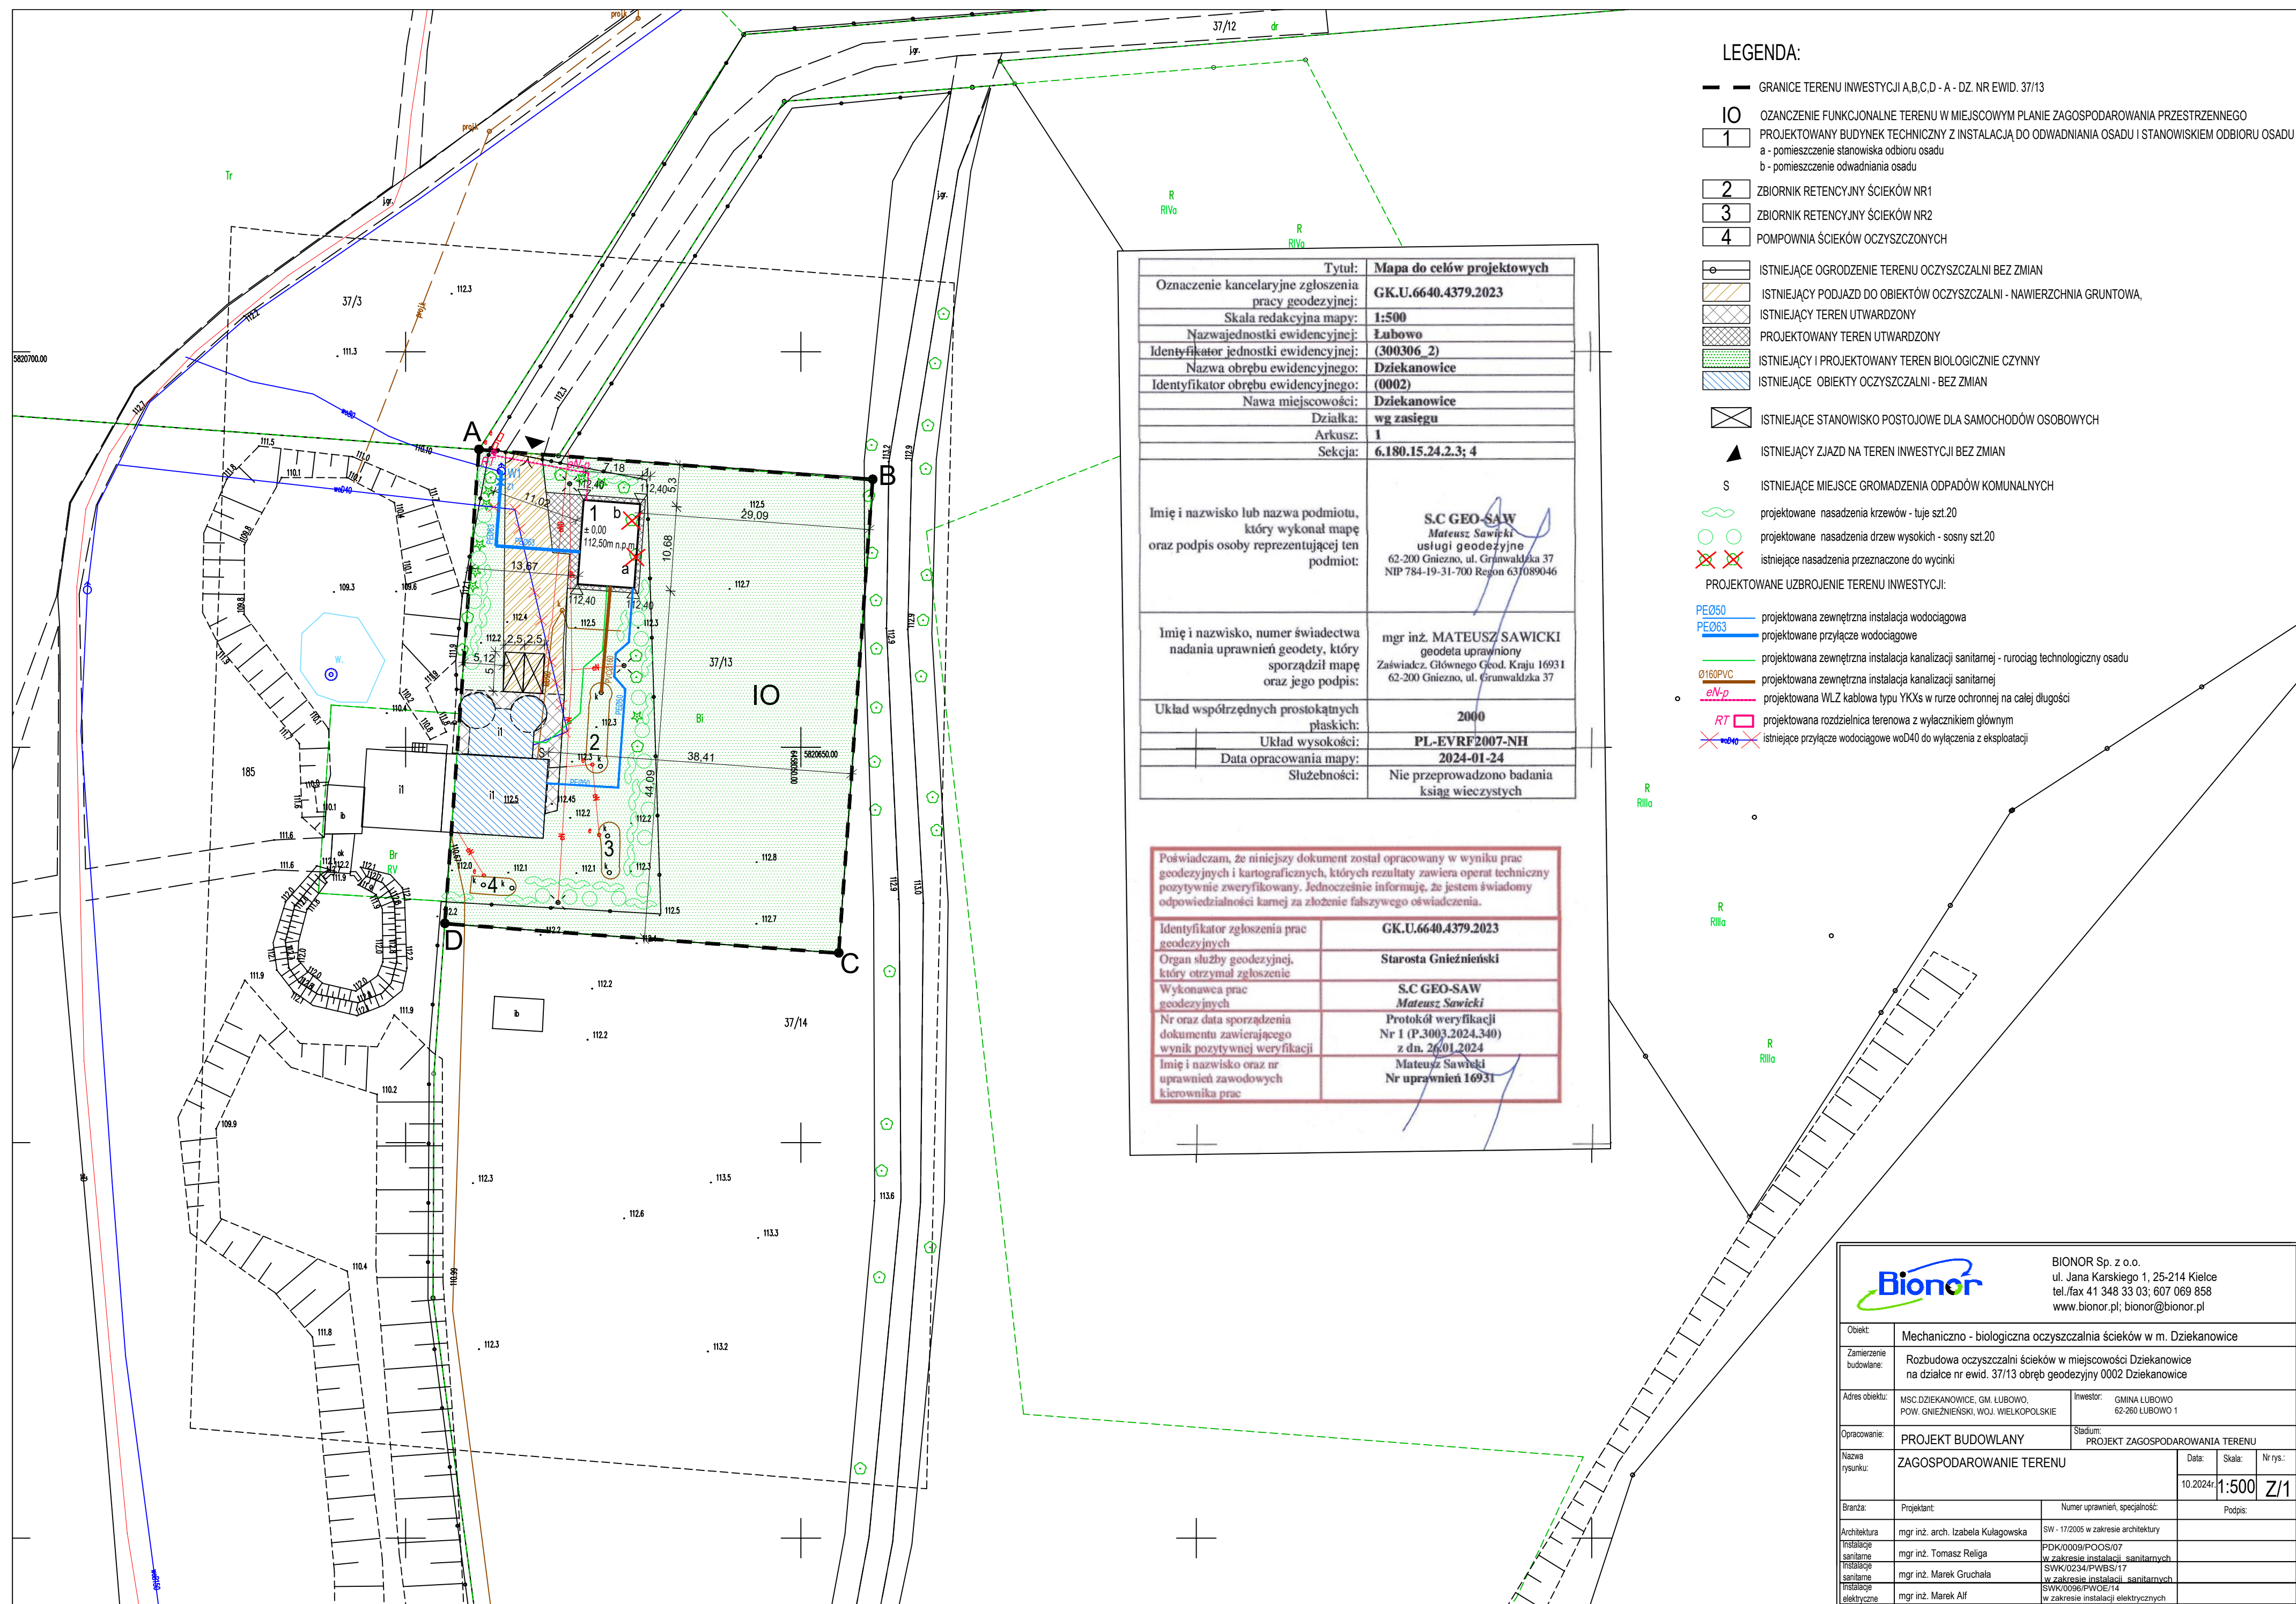 LEGENDA:
GRANICE TERENU INWESTYCJI A,B,C,D - A - DZ. NR EWID. 37/13
IO OZANCZENIE FUNKCJONALNE TERENU W MIEJSCOWYM PLANIE ZAGOSPODAROWANIA PRZESTRZENNEGO
1 PROJEKTOWANY BUDYNEK TECHNICZNY Z INSTALACJĄ DO ODWADNIANIA OSADU I STANOWISKIEM ODBIORU OSADU
a - pomieszczenie stanowiska odbioru osadu
b - pomieszczenie odwadniania osadu
2 ZBIORNIK RETENCYJNY ŚCIEKÓW NR1
3 ZBIORNIK RETENCYJNY ŚCIEKÓW NR2
4 POMPOWNIA ŚCIEKÓW OCZYSZCZONYCH
ISTNIEJĄCE OGRODZENIE TERENU OCZYSZCZALNI BEZ ZMIAN
ISTNIEJĄCY PODJAZD DO OBIEKTÓW OCZYSZCZALNI - NAWIERZCHNIA GRUNTOWA,
ISTNIEJĄCY TEREN UTWARDZONY
PROJEKTOWANY TEREN UTWARDZONY
ISTNIEJĄCY I PROJEKTOWANY TEREN BIOLOGICZNIE CZYNNY
ISTNIEJĄCE OBIEKTY OCZYSZCZALNI - BEZ ZMIAN
ISTNIEJĄCE STANOWISKO POSTOJOWE DLA SAMOCHODÓW OSOBOWYCH
ISTNIEJĄCY ZJAZD NA TEREN INWESTYCJI BEZ ZMIAN
S ISTNIEJĄCE MIEJSCE GROMADZENIA ODPADÓW KOMUNALNYCH
projektowane nasadzenia krzewów - tuje szt.20
projektowane nasadzenia drzew wysokich - sosny szt.20
istniejące nasadzenia przeznaczone do wycinki
PROJEKTOWANE UZBROJENIE TERENU INWESTYCJI:
PEØ50 projektowana zewnętrzna instalacja wodociągowa
PEØ63 projektowane przyłącze wodociągowe
projektowana zewnętrzna instalacja kanalizacji sanitarnej - rurociąg technologiczny osadu
Ø160PVC projektowana zewnętrzna instalacja kanalizacji sanitarnej
eN-p projektowana WLZ kablowa typu YKXs w rurze ochronnej na całej długości
RT projektowana rozdzielnica terenowa z wyłacznikiem głównym
woD40 istniejące przyłącze wodociągowe woD40 do wyłączenia z eksploatacji
Tytuł: Mapa do celów projektowych
Oznaczenie kancelaryjne zgłoszenia pracy geodezyjnej: GK.U.6640.4379.2023
Skala redakcyjna mapy: 1:500
Nazwajednostki ewidencyjnej: Łubowo
Identyfikator jednostki ewidencyjnej: (300306_2)
Nazwa obrębu ewidencyjnego: Dziekanowice
Identyfikator obrębu ewidencyjnego: (0002)
Nawa miejscowości: Dziekanowice
Działka: wg zasięgu
Arkusz: 1
Sekcja: 6.180.15.24.2.3; 4
Imię i nazwisko lub nazwa podmiotu,
który wykonał mapę
oraz podpis osoby reprezentującej ten
podmiot:
S.C GEO-SAW
Mateusz Sawicki
usługi geodezyjne
62-200 Gniezno, ul. Grunwaldzka 37
NIP 784-19-31-700 Regon 631089046
Imię i nazwisko, numer świadectwa
nadania uprawnień geodety, który
sporządził mapę
oraz jego podpis:
mgr inż. MATEUSZ SAWICKI
geodeta uprawniony
Zaświadcz. Głównego Geod. Kraju 16931
62-200 Gniezno, ul. Grunwaldzka 37
Układ współrzędnych prostokątnych
płaskich: 2000
Układ wysokości: PL-EVRF2007-NH
Data opracowania mapy: 2024-01-24
Służebności: Nie przeprowadzono badania
ksiąg wieczystych
Poświadczam, że niniejszy dokument został opracowany w wyniku prac
geodezyjnych i kartograficznych, których rezultaty zawiera operat techniczny
pozytywnie zweryfikowany. Jednocześnie informuję, że jestem świadomy
odpowiedzialności karnej za złożenie fałszywego oświadczenia.
Identyfikator zgłoszenia prac
geodezyjnych
GK.U.6640.4379.2023
Organ służby geodezyjnej,
który otrzymał zgłoszenie
Starosta Gnieźnieński
Wykonawca prac
geodezyjnych
S.C GEO-SAW
Mateusz Sawicki
Nr oraz data sporządzenia
dokumentu zawierającego
wynik pozytywnej weryfikacji
Protokół weryfikacji
Nr 1 (P.3003.2024.340)
z dn. 26.01.2024
Imię i nazwisko oraz nr
uprawnień zawodowych
kierownika prac
Mateusz Sawicki
Nr uprawnień 16931
Bionor
BIONOR Sp. z o.o.
ul. Jana Karskiego 1, 25-214 Kielce
tel./fax 41 348 33 03; 607 069 858
www.bionor.pl; bionor@bionor.pl
Obiekt: Mechaniczno - biologiczna oczyszczalnia ścieków w m. Dziekanowice
Zamierzenie
budowlane:
Rozbudowa oczyszczalni ścieków w miejscowości Dziekanowice
na działce nr ewid. 37/13 obręb geodezyjny 0002 Dziekanowice
Adres obiektu: MSC.DZIEKANOWICE, GM. ŁUBOWO,
POW. GNIEŹNIEŃSKI, WOJ. WIELKOPOLSKIE
Inwestor: GMINA ŁUBOWO
62-260 ŁUBOWO 1
Opracowanie: PROJEKT BUDOWLANY
Stadium:
PROJEKT ZAGOSPODAROWANIA TERENU
Nazwa
rysunku:
ZAGOSPODAROWANIE TERENU
Data: Skala: Nr rys.:
10.2024r. 1:500 Z/1
Branża: Projektant: Numer uprawnień, specjalność: Podpis:
Architektura mgr inż. arch. Izabela Kułagowska SW - 17/2005 w zakresie architektury
Instalacje
sanitarne
mgr inż. Tomasz Religa
PDK/0009/POOS/07
w zakresie instalacji sanitarnych
Instalacje
sanitarne
mgr inż. Marek Gruchała
SWK/0234/PWBS/17
w zakresie instalacji sanitarnych
Instalacje
elektryczne
mgr inż. Marek Alf
SWK/0096/PWOE/14
w zakresie instalacji elektrycznych
37/12
dr
Tr
37/3
5820700.00
R
RIVa
R
RIVa
A
B
C
D
W1
eN-p
7,18
5,3
11,02
29,09
1 b
± 0,00
112,50m n.p.m.
a
10,68
13,67
2,5 2,5
5,12
37/13
IO
Bi
2
38,41
44,09
3
4
S
5820650.00
6458050.00
185
Br
RV
37/14
R
RIIIa
R
RIIIa
R
RIIIa